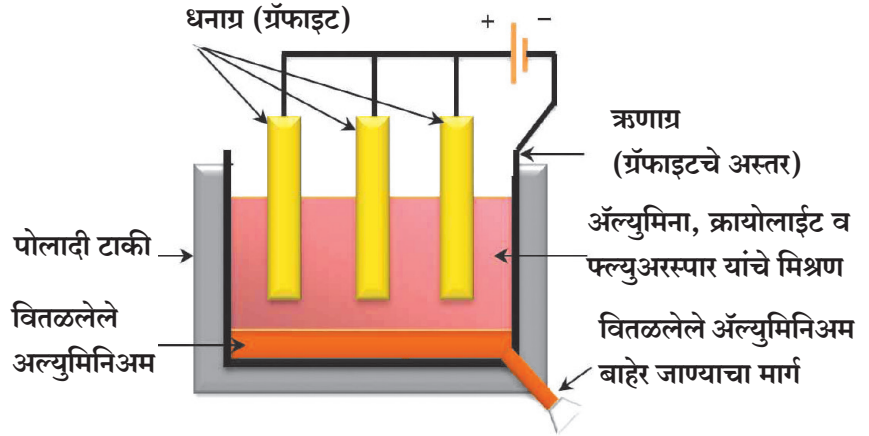 धनाग्र (ग्रॅफाइट)
+ −
ऋणाग्र
(ग्रॅफाइटचे अस्तर)
पोलादी टाकी
ॲल्युमिना, क्रायोलाईट व
फ्ल्युअरस्पार यांचे मिश्रण
वितळलेले
अल्युमिनिअम
वितळलेले ॲल्युमिनिअम
बाहेर जाण्याचा मार्ग